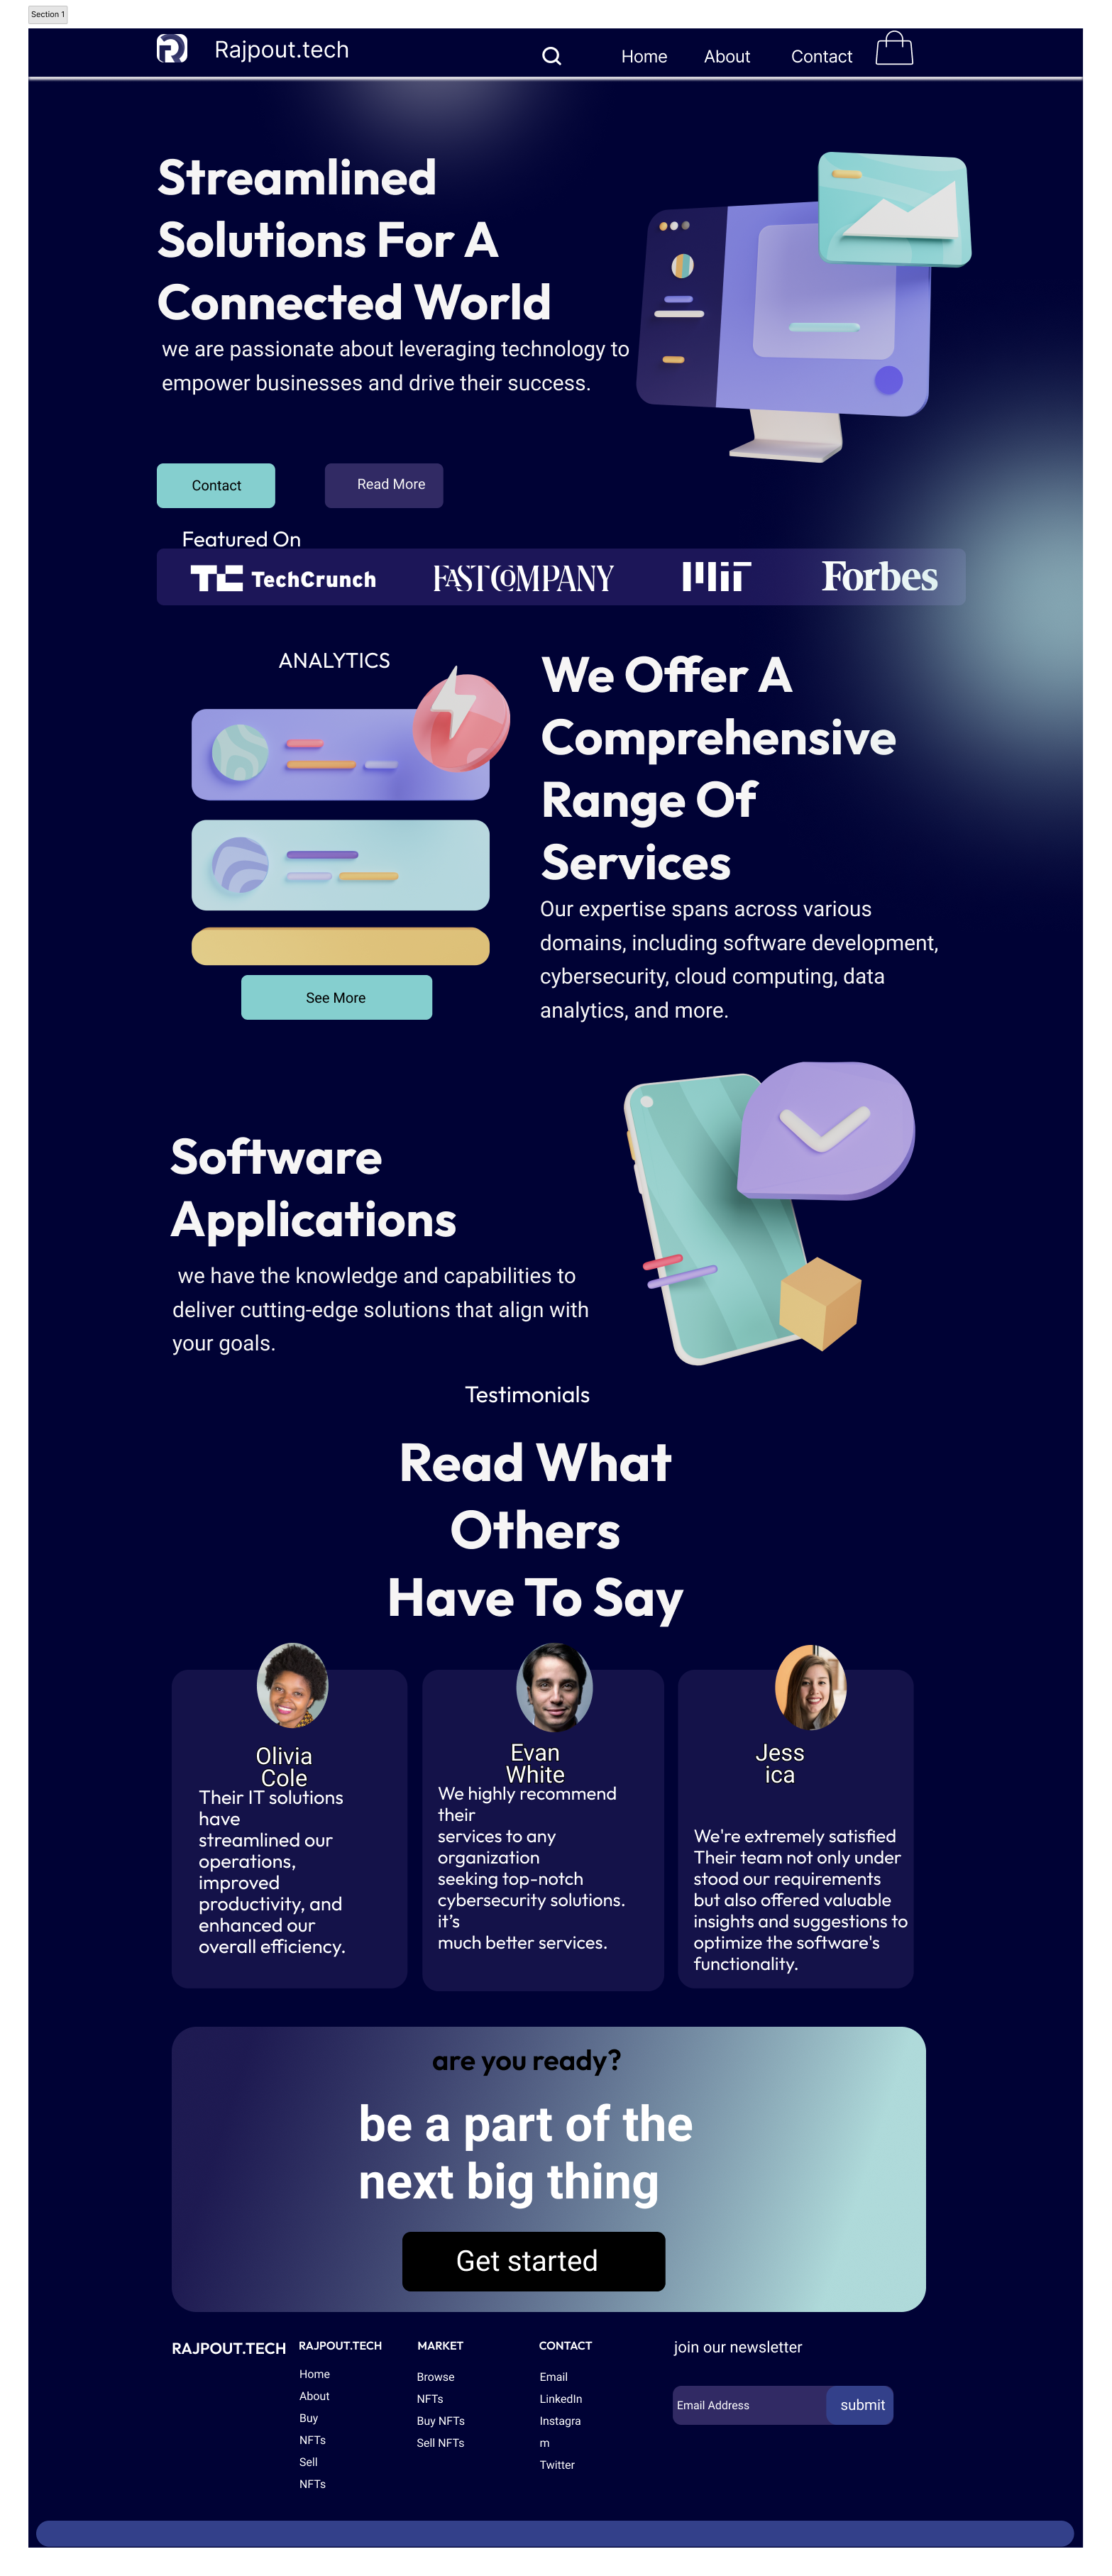 Section 1
Rajpout.tech
Home
About
Contact
Streamlined
Solutions For A
Connected World
we are passionate about leveraging technology to
empower businesses and drive their success.
Contact
Read More
Featured On
TechCrunch
FAST COMPANY
MIT
Forbes
ANALYTICS
See More
We Offer A
Comprehensive
Range Of
Services
Our expertise spans across various
domains, including software development,
cybersecurity, cloud computing, data
analytics, and more.
Software
Applications
we have the knowledge and capabilities to
deliver cutting-edge solutions that align with
your goals.
Testimonials
Read What
Others
Have To Say
Olivia
Cole
Their IT solutions
have
streamlined our
operations,
improved
productivity, and
enhanced our
overall efficiency.
Evan
White
We highly recommend
their
services to any
organization
seeking top-notch
cybersecurity solutions.
it’s
much better services.
Jess
ica
We're extremely satisfied
Their team not only under
stood our requirements
but also offered valuable
insights and suggestions to
optimize the software's
functionality.
are you ready?
be a part of the
next big thing
Get started
RAJPOUT.TECH
RAJPOUT.TECH
Home
About
Buy
NFTs
Sell
NFTs
MARKET
Browse
NFTs
Buy NFTs
Sell NFTs
CONTACT
Email
LinkedIn
Instagra
m
Twitter
join our newsletter
Email Address
submit